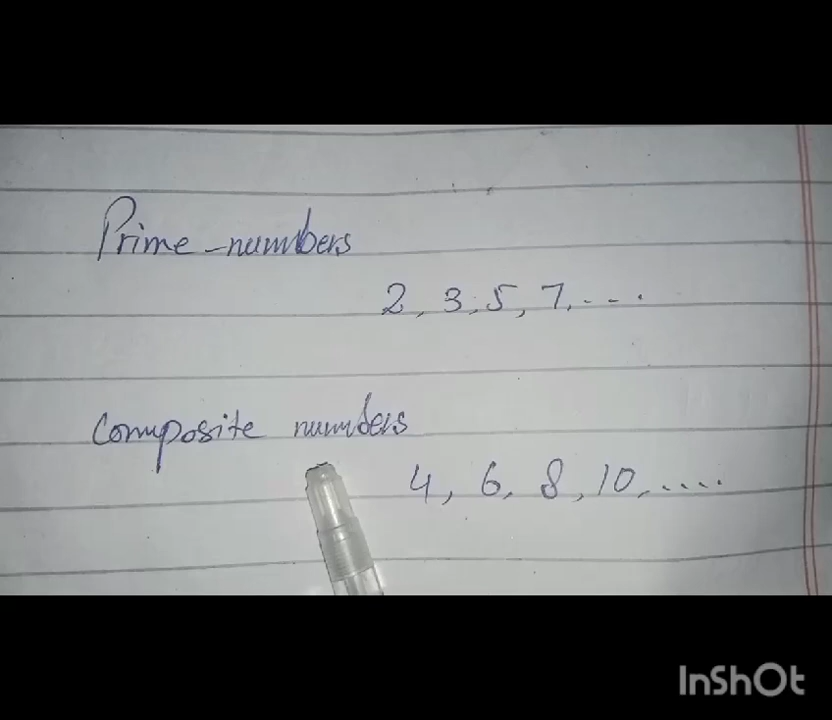 Prime-numbers
2, 3, 5, 7, ....
Composite numbers
4, 6, 8, 10, ....
InShOt